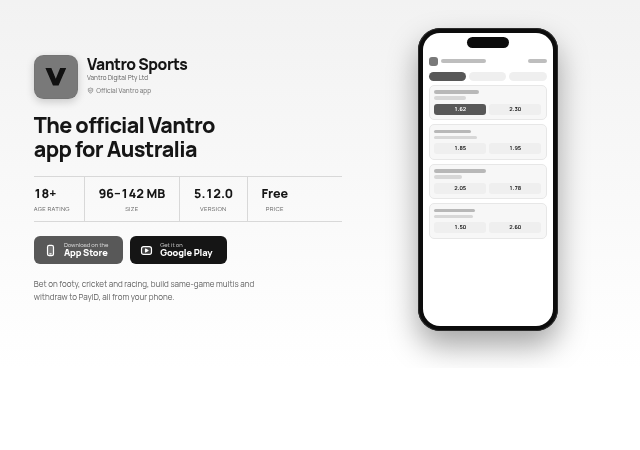 Vantro Sports
Vantro Digital Pty Ltd
Official Vantro app
The official Vantro
app for Australia
18+
AGE RATING
96–142 MB
SIZE
5.12.0
VERSION
Free
PRICE
Download on the
App Store
Get it on
Google Play
Bet on footy, cricket and racing, build same-game multis and
withdraw to PayID, all from your phone.
1.62 2.30
1.85 1.95
2.05 1.78
1.50 2.60